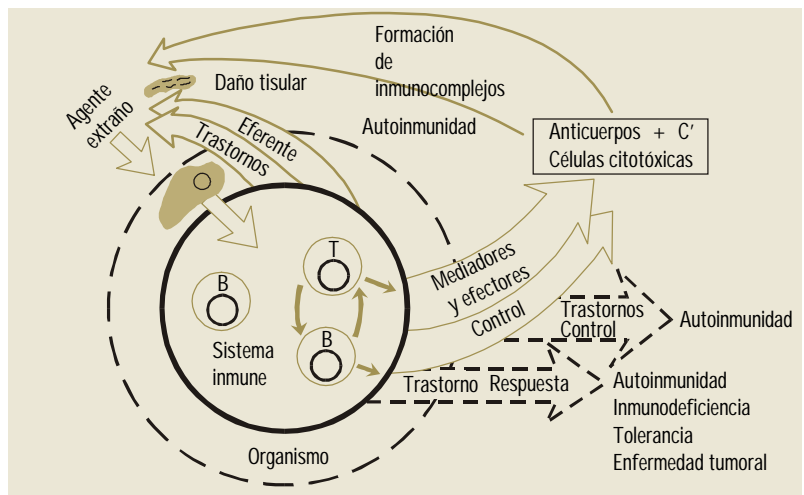 Formación
de
inmunocomplejos
Daño tisular
Autoinmunidad
Agente
extraño
Eferente
Trastornos
Anticuerpos + C'
Células citotóxicas
T
B
B
Sistema
inmune
Organismo
Mediadores
y efectores
Control
Trastornos
Control
Autoinmunidad
Trastorno Respuesta
Autoinmunidad
Inmunodeficiencia
Tolerancia
Enfermedad tumoral